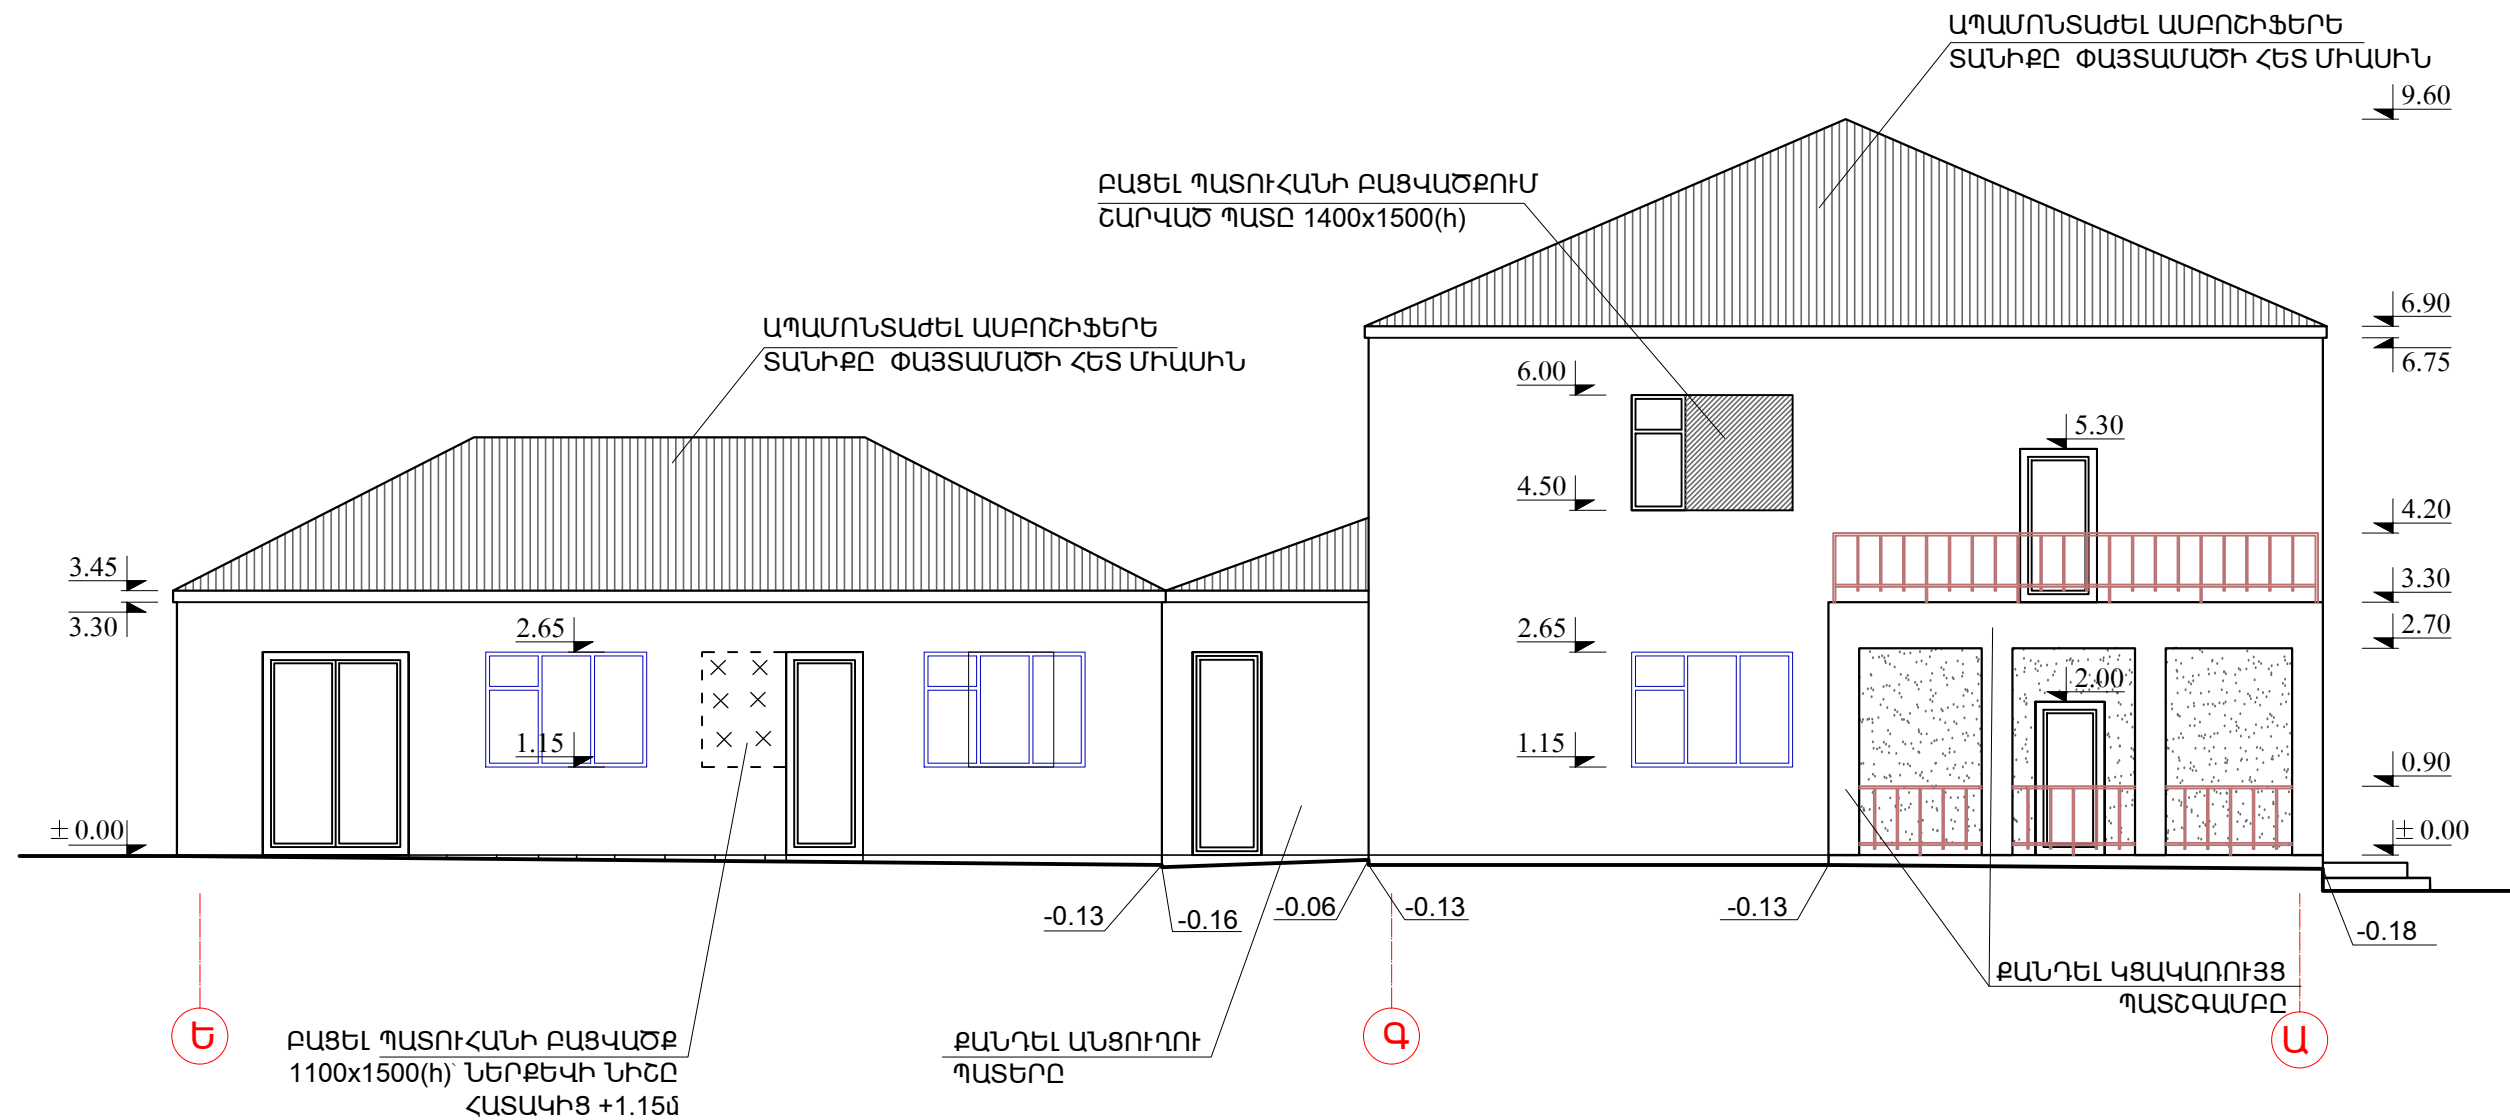 ԱՊԱՄՈՆՏԱԺԵԼ ԱՍԲՈՇԻՖԵՐԵ
ՏԱՆԻՔԸ ՓԱՅՏԱՄԱԾԻ ՀԵՏ ՄԻԱՍԻՆ
9.60
ԲԱՑԵԼ ՊԱՏՈՒՀԱՆԻ ԲԱՑՎԱԾՔՈՒՄ
ՇԱՐՎԱԾ ՊԱՏԸ 1400x1500(h)
6.90
6.75
ԱՊԱՄՈՆՏԱԺԵԼ ԱՍԲՈՇԻՖԵՐԵ
ՏԱՆԻՔԸ ՓԱՅՏԱՄԱԾԻ ՀԵՏ ՄԻԱՍԻՆ
6.00
5.30
4.50
4.20
3.45
3.30
3.30
2.65
2.65
2.70
2.00
1.15
1.15
0.90
± 0.00
± 0.00
-0.13
-0.16
-0.06
-0.13
-0.13
-0.18
ՔԱՆԴԵԼ ԿՑԱԿԱՌՈՒՅՑ
ՊԱՏՇԳԱՄԲԸ
Ե
Գ
Ա
ԲԱՑԵԼ ՊԱՏՈՒՀԱՆԻ ԲԱՑՎԱԾՔ
1100x1500(h)՝ ՆԵՐՔԵՎԻ ՆԻՇԸ
ՀԱՏԱԿԻՑ +1.15մ
ՔԱՆԴԵԼ ԱՆՑՈՒՂՈՒ
ՊԱՏԵՐԸ